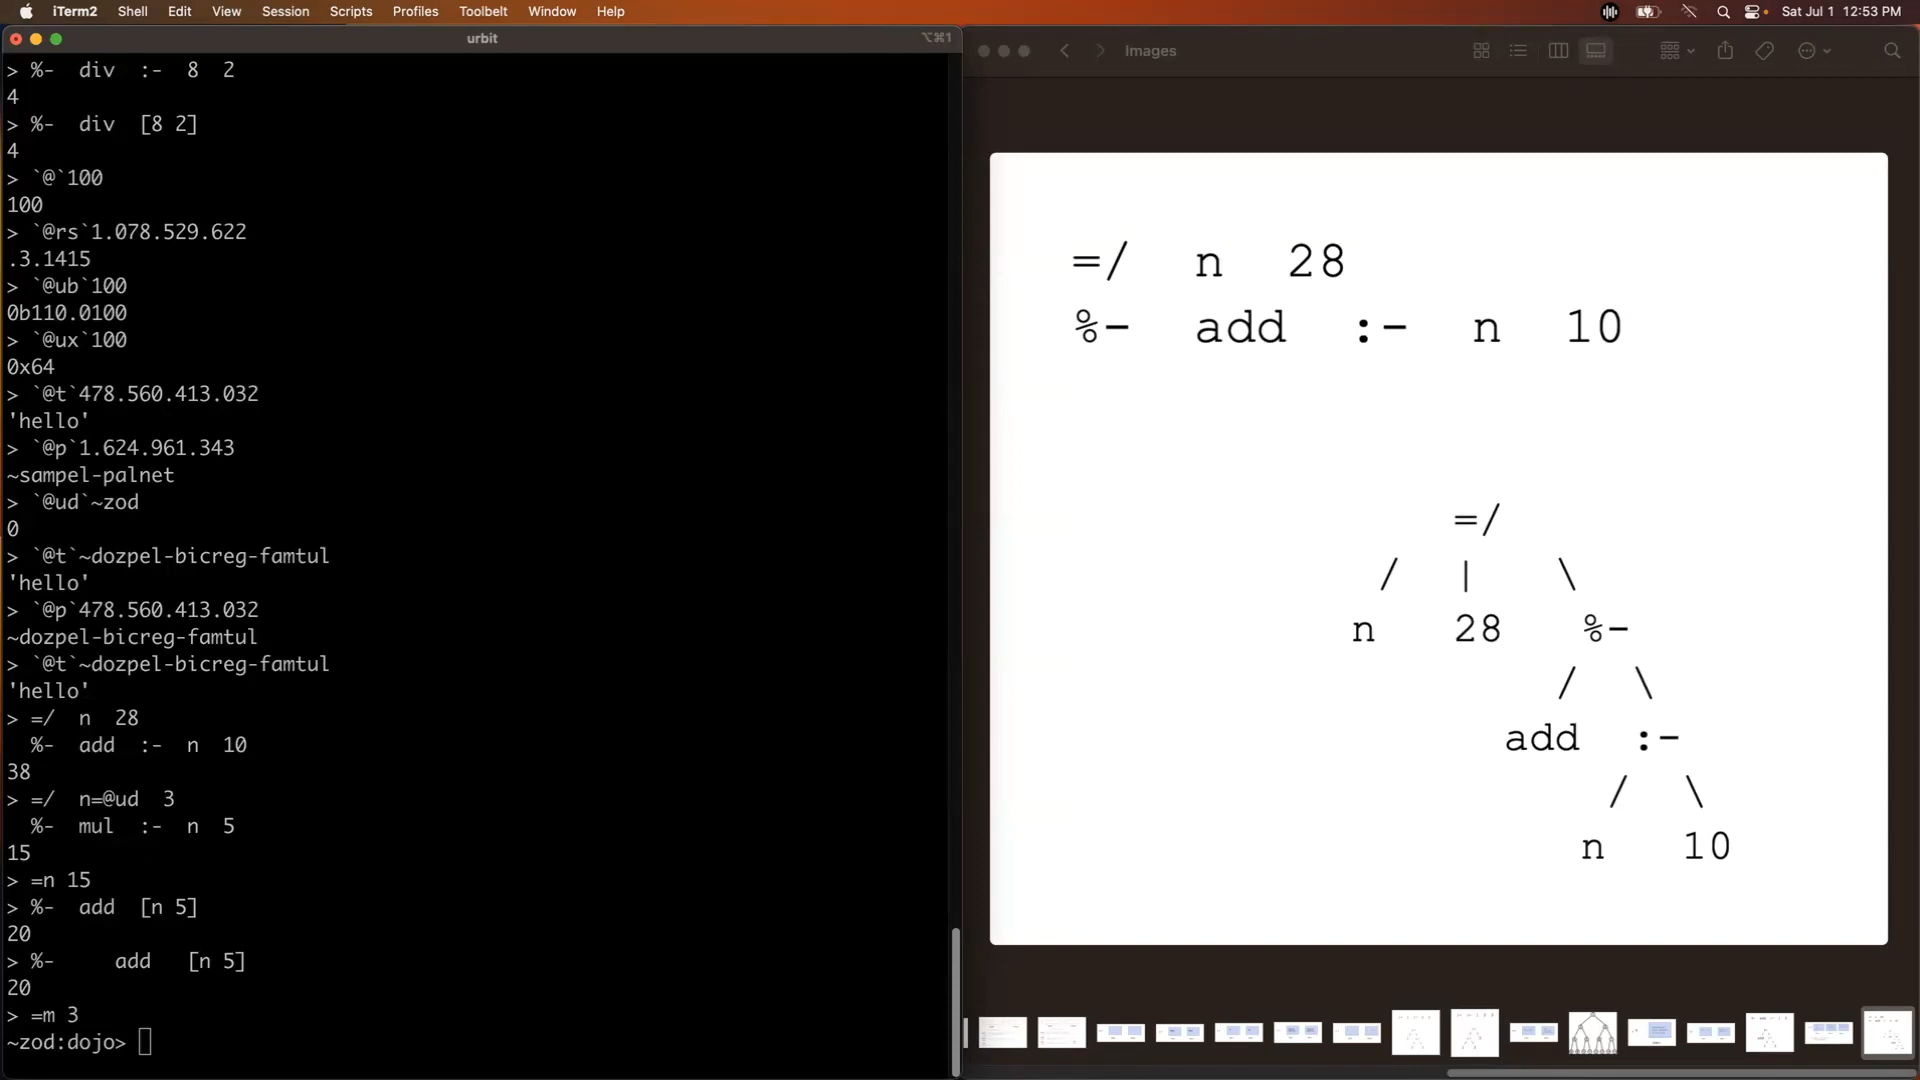 iTerm2 Shell Edit View Session Scripts Profiles Toolbelt Window Help Sat Jul 1 12:53 PM
urbit ⌥⌘1
> %-  div  :-  8  2
4
> %-  div  [8 2]
4
> `@`100
100
> `@rs`1.078.529.622
.3.1415
> `@ub`100
0b110.0100
> `@ux`100
0x64
> `@t`478.560.413.032
'hello'
> `@p`1.624.961.343
~sampel-palnet
> `@ud`~zod
0
> `@t`~dozpel-bicreg-famtul
'hello'
> `@p`478.560.413.032
~dozpel-bicreg-famtul
> `@t`~dozpel-bicreg-famtul
'hello'
> =/  n  28
  %-  add  :-  n  10
38
> =/  n=@ud  3
  %-  mul  :-  n  5
15
> =n 15
> %-  add  [n 5]
20
> %-     add   [n 5]
20
> =m 3
~zod:dojo>
Images
=/  n  28
%-  add  :-  n  10
=/
/ | \
n  28  %-
/ \
add  :-
/ \
n  10